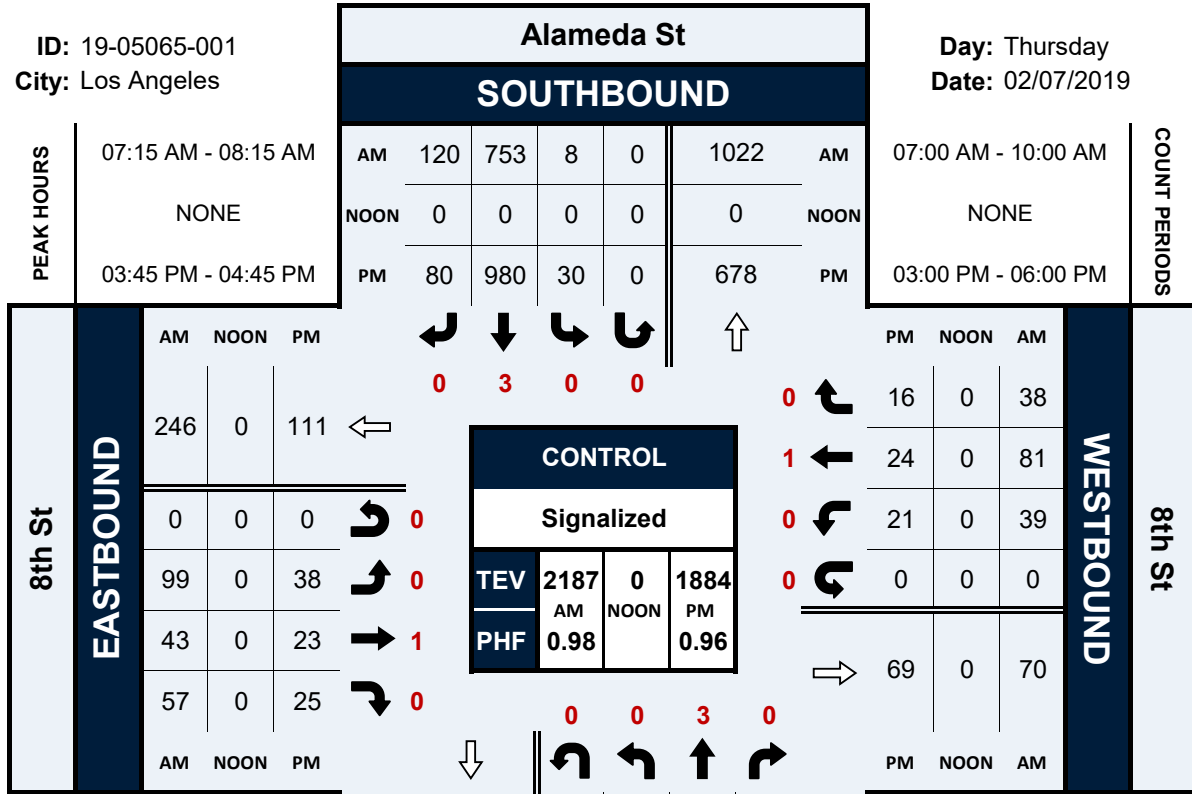 ID: 19-05065-001
City: Los Angeles
Alameda St
SOUTHBOUND
Day: Thursday
Date: 02/07/2019
PEAK HOURS
07:15 AM - 08:15 AM
NONE
03:45 PM - 04:45 PM
AM 120 753 8 0 1022 AM
NOON 0 0 0 0 0 NOON
PM 80 980 30 0 678 PM
07:00 AM - 10:00 AM
NONE
03:00 PM - 06:00 PM
COUNT PERIODS
0 3 0 0
8th St
EASTBOUND
AM NOON PM
246 0 111
0 0 0 0
99 0 38 0
43 0 23 1
57 0 25 0
AM NOON PM
CONTROL
Signalized
TEV 2187 0 1884
AM NOON PM
PHF 0.98 0.96
PM NOON AM
0 16 0 38
1 24 0 81
0 21 0 39
0 0 0 0
69 0 70
PM NOON AM
WESTBOUND
8th St
0 0 3 0